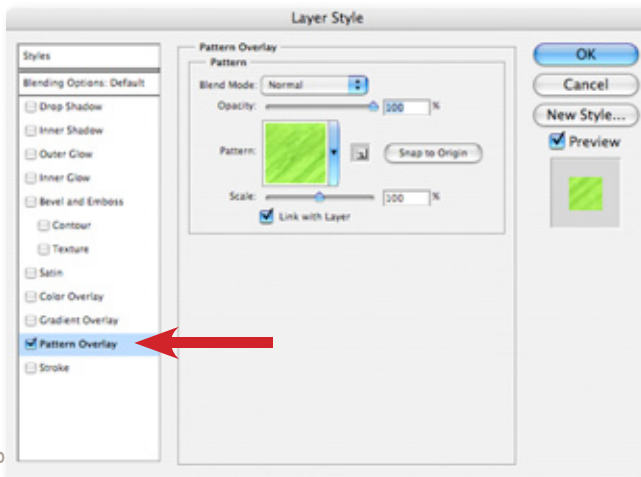 Layer Style
Styles
Blending Options: Default
Drop Shadow
Inner Shadow
Outer Glow
Inner Glow
Bevel and Emboss
Contour
Texture
Satin
Color Overlay
Gradient Overlay
Pattern Overlay
Stroke
Pattern Overlay
Pattern
Blend Mode: Normal
Opacity: 100 %
Pattern: Snap to Origin
Scale: 100 %
Link with Layer
OK
Cancel
New Style...
Preview